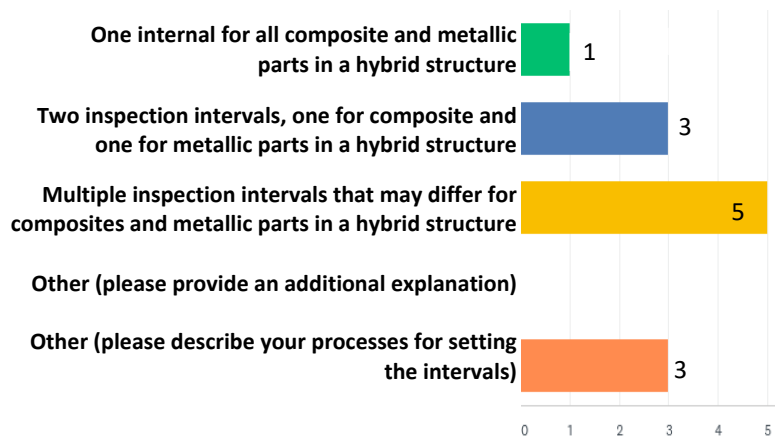 One internal for all composite and metallic
parts in a hybrid structure
1
Two inspection intervals, one for composite and
one for metallic parts in a hybrid structure
3
Multiple inspection intervals that may differ for
composites and metallic parts in a hybrid structure
5
Other (please provide an additional explanation)
Other (please describe your processes for setting
the intervals)
3
0 1 2 3 4 5